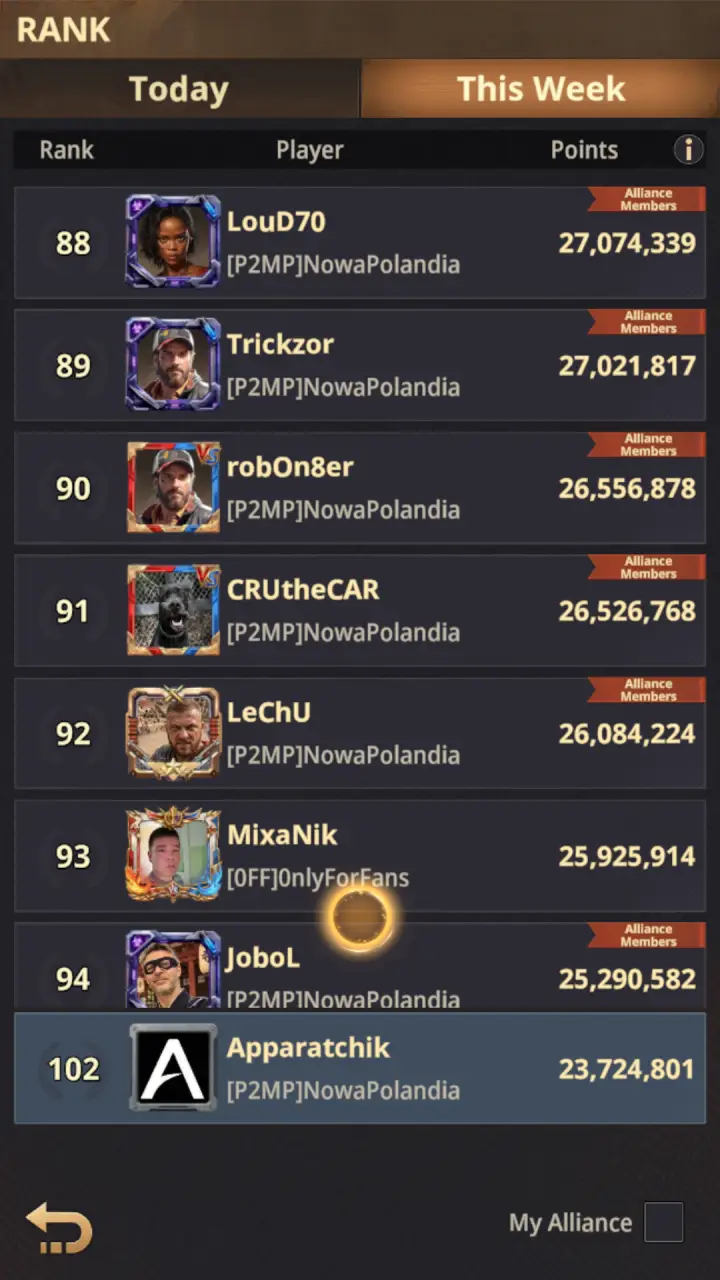 RANK
Today
This Week
Rank
Player
Points
88
LouD70
[P2MP]NowaPolandia
Alliance
Members
27,074,339
89
Trickzor
[P2MP]NowaPolandia
Alliance
Members
27,021,817
90
robOn8er
[P2MP]NowaPolandia
Alliance
Members
26,556,878
91
CRUtheCAR
[P2MP]NowaPolandia
Alliance
Members
26,526,768
92
LeChU
[P2MP]NowaPolandia
Alliance
Members
26,084,224
93
MixaNik
[0FF]0nlyForFans
25,925,914
94
JoboL
[P2MP]NowaPolandia
Alliance
Members
25,290,582
102
Apparatchik
[P2MP]NowaPolandia
23,724,801
My Alliance